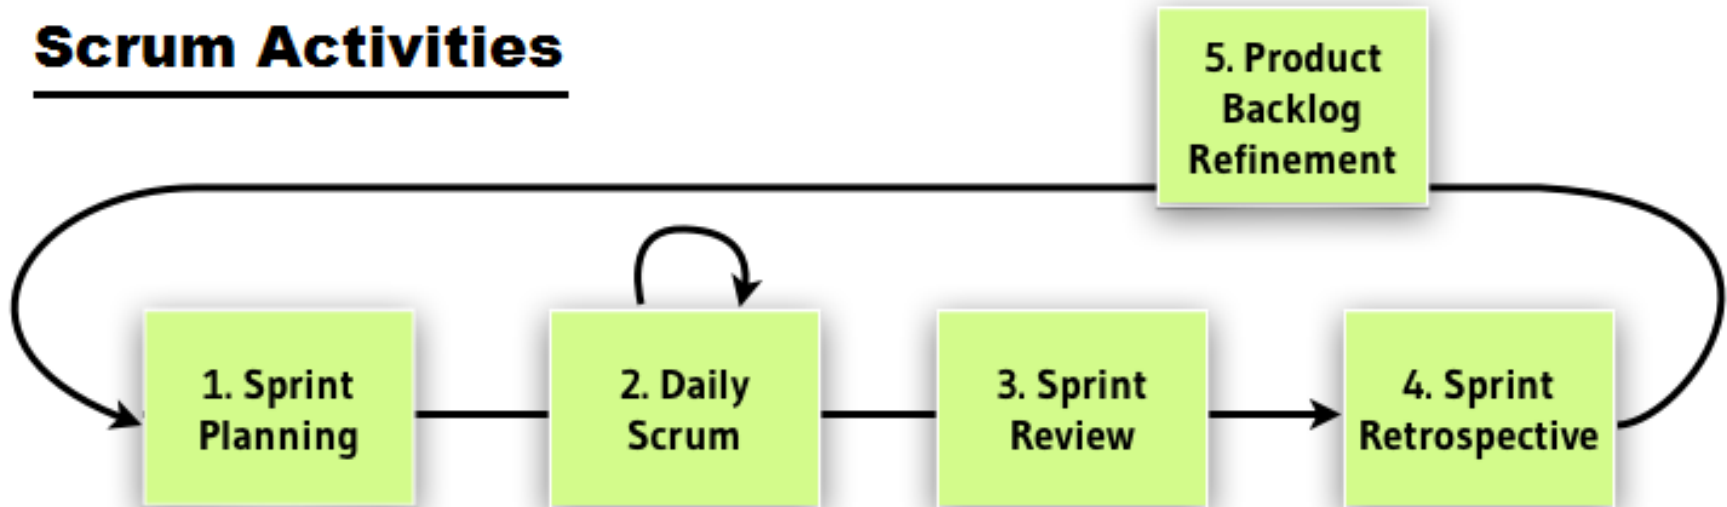 Scrum Activities
5. Product
Backlog
Refinement
1. Sprint
Planning
2. Daily
Scrum
3. Sprint
Review
4. Sprint
Retrospective